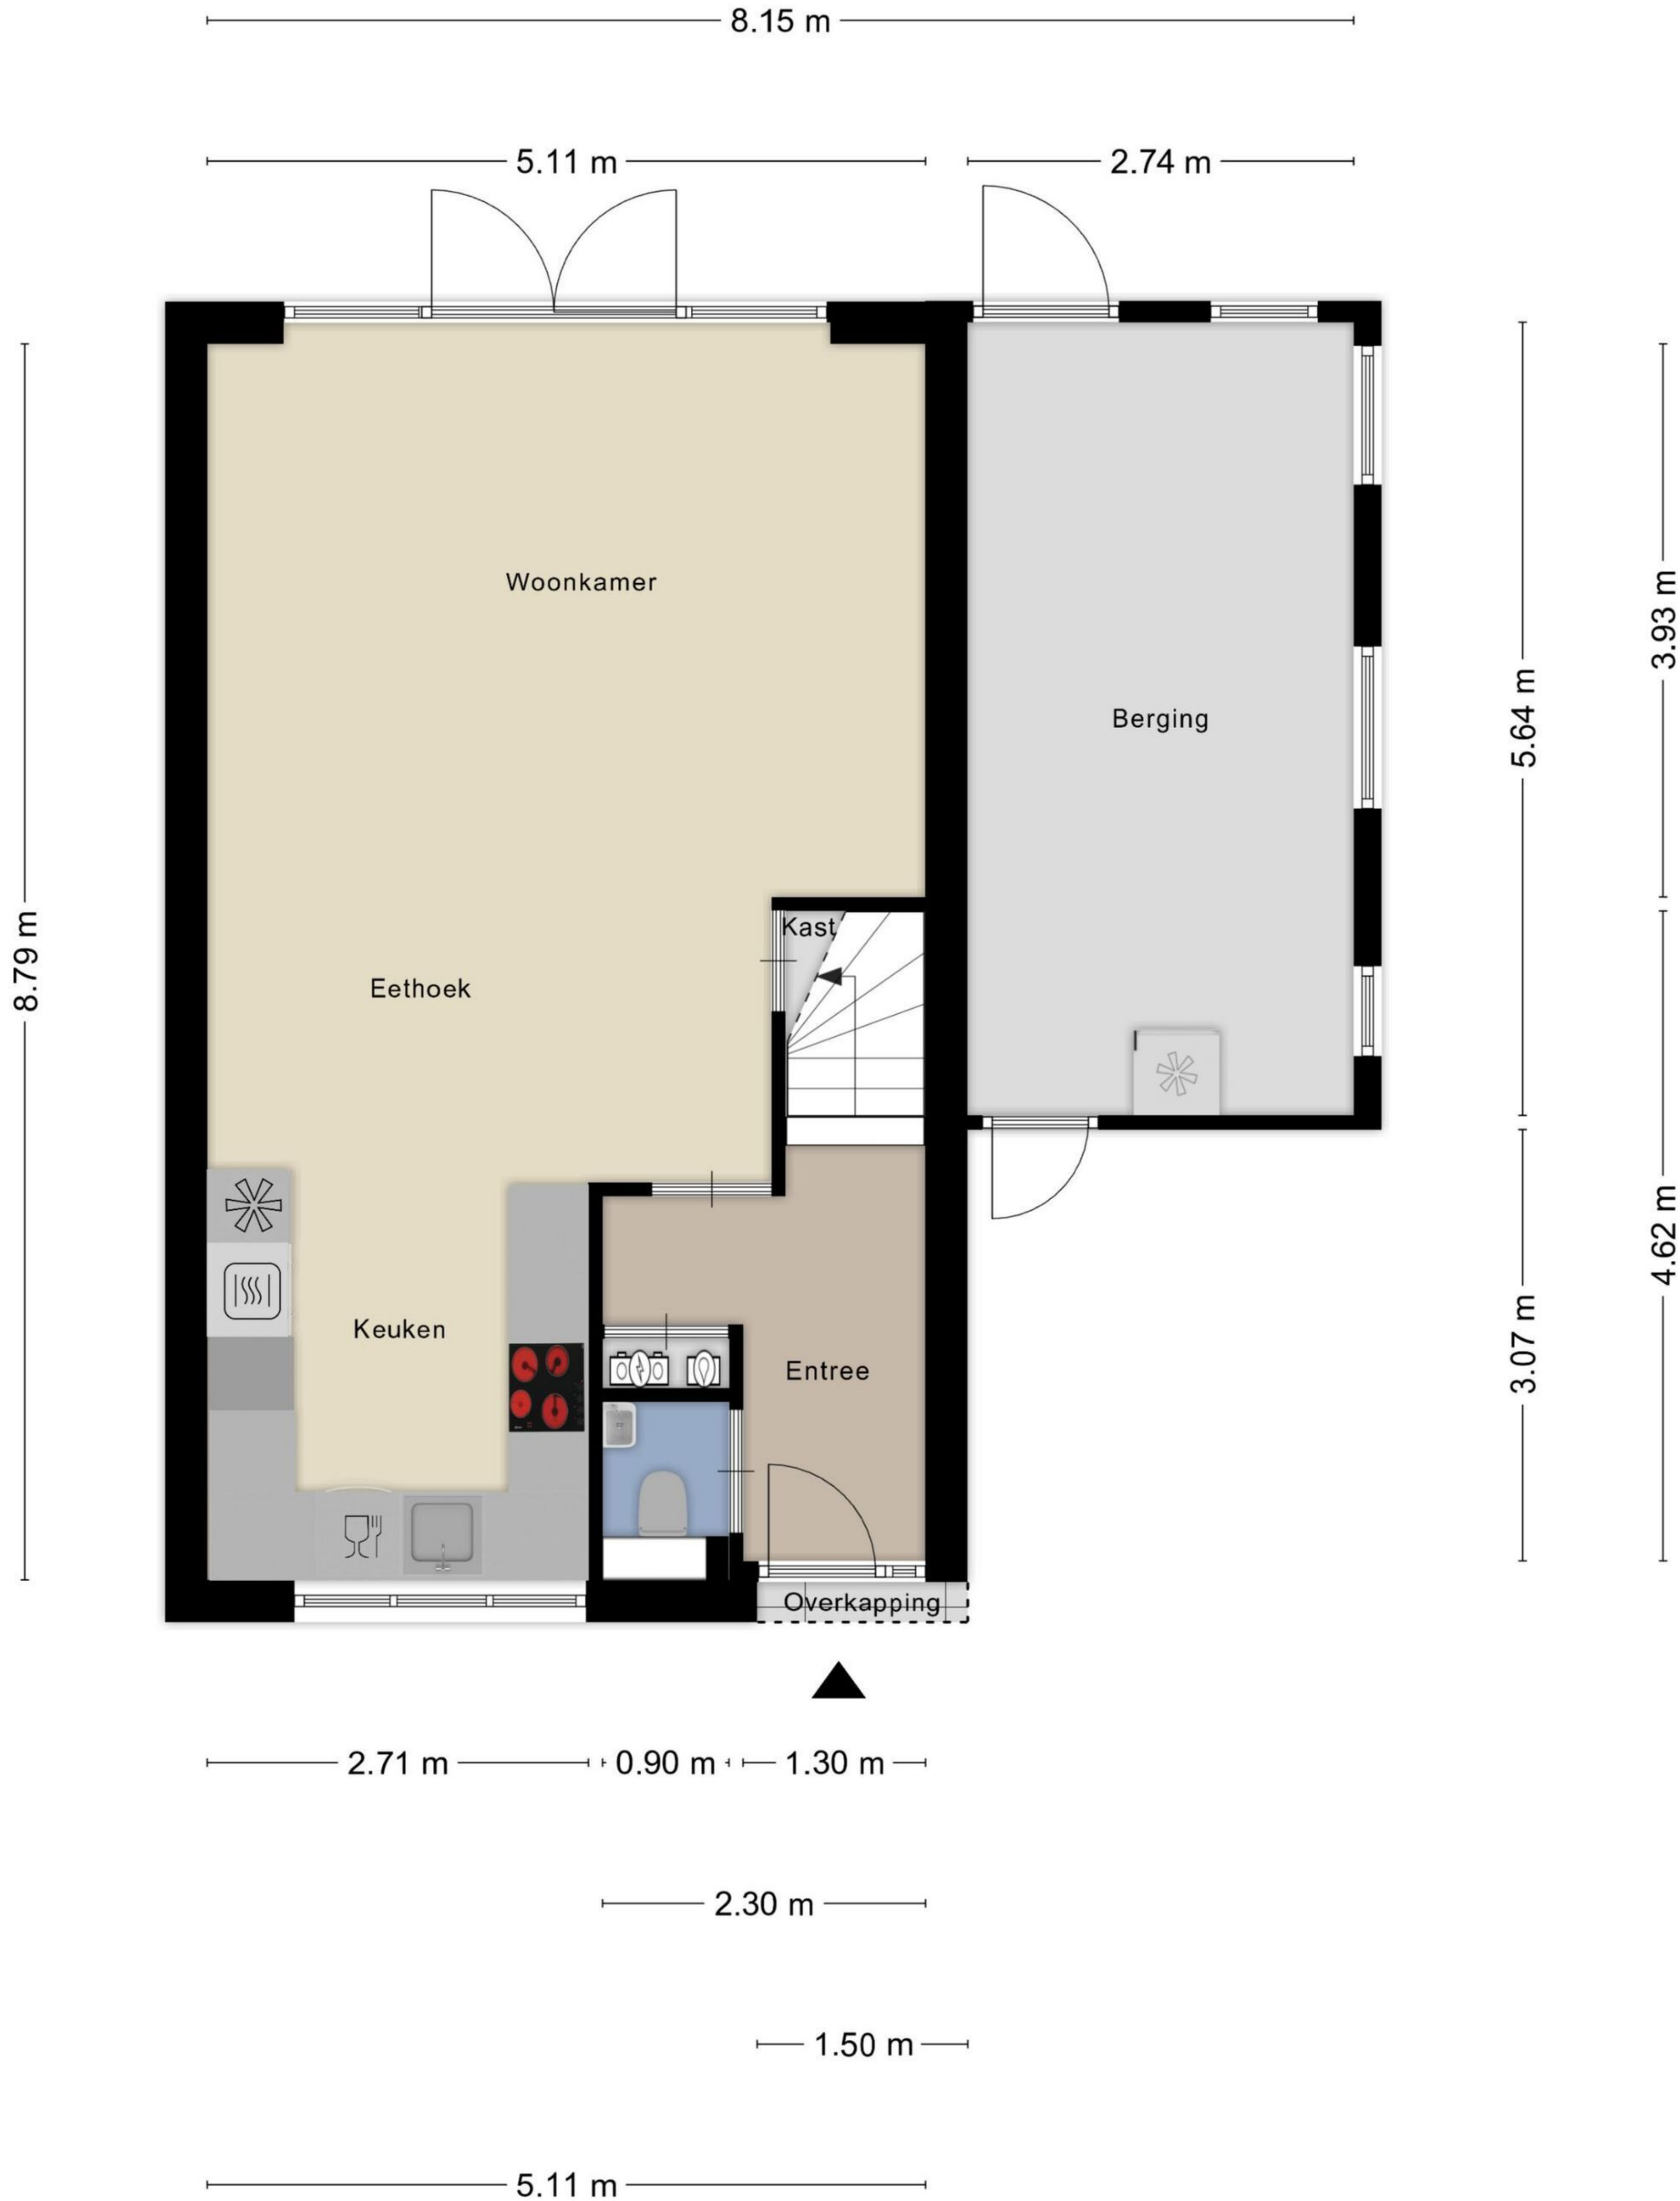 8.15 m
5.11 m
2.74 m
Woonkamer
Berging
3.93 m
5.64 m
8.79 m
Kast
Eethoek
4.62 m
3.07 m
Keuken
Entree
Overkapping
2.71 m
0.90 m
1.30 m
2.30 m
1.50 m
5.11 m